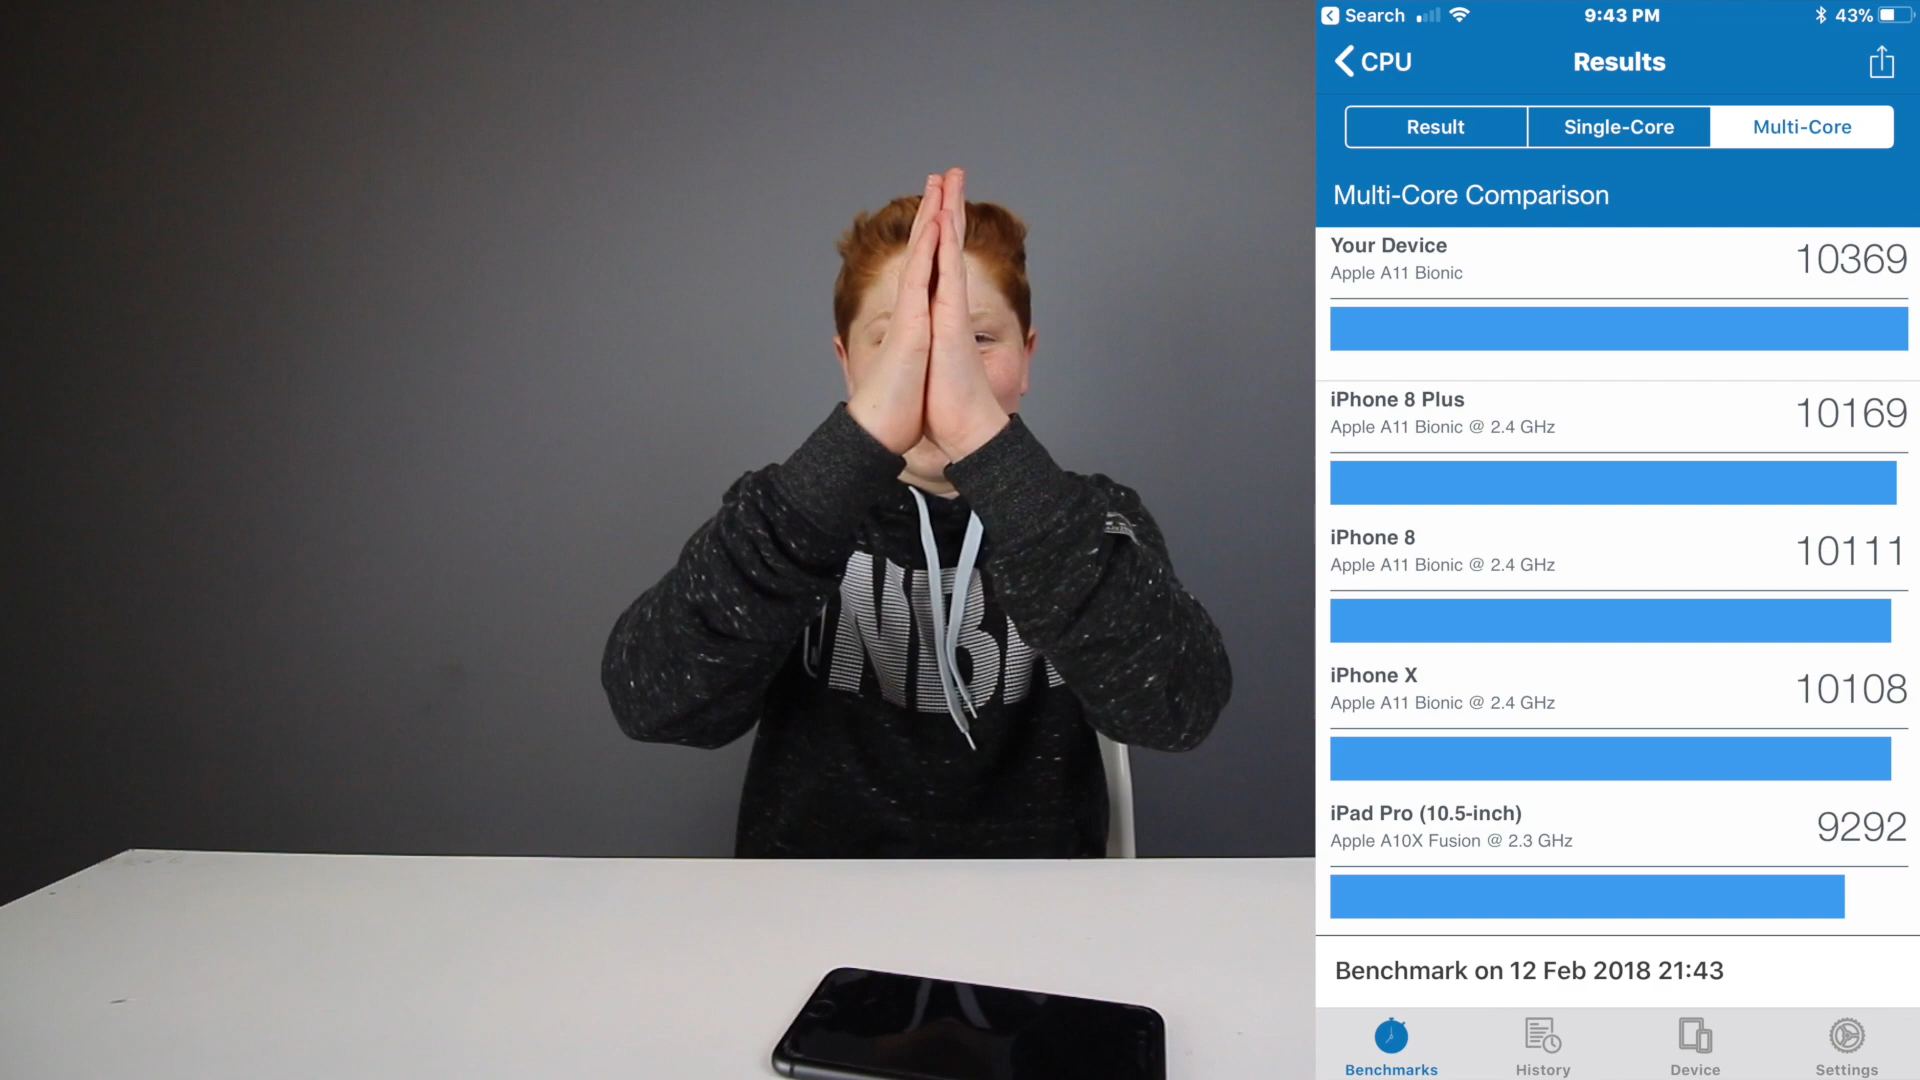 Search
9:43 PM
43%
CPU
Results
Result
Single-Core
Multi-Core
Multi-Core Comparison
Your Device
10369
Apple A11 Bionic
iPhone 8 Plus
10169
Apple A11 Bionic @ 2.4 GHz
iPhone 8
10111
Apple A11 Bionic @ 2.4 GHz
iPhone X
10108
Apple A11 Bionic @ 2.4 GHz
iPad Pro (10.5-inch)
9292
Apple A10X Fusion @ 2.3 GHz
Benchmark on 12 Feb 2018 21:43
Benchmarks
History
Device
Settings